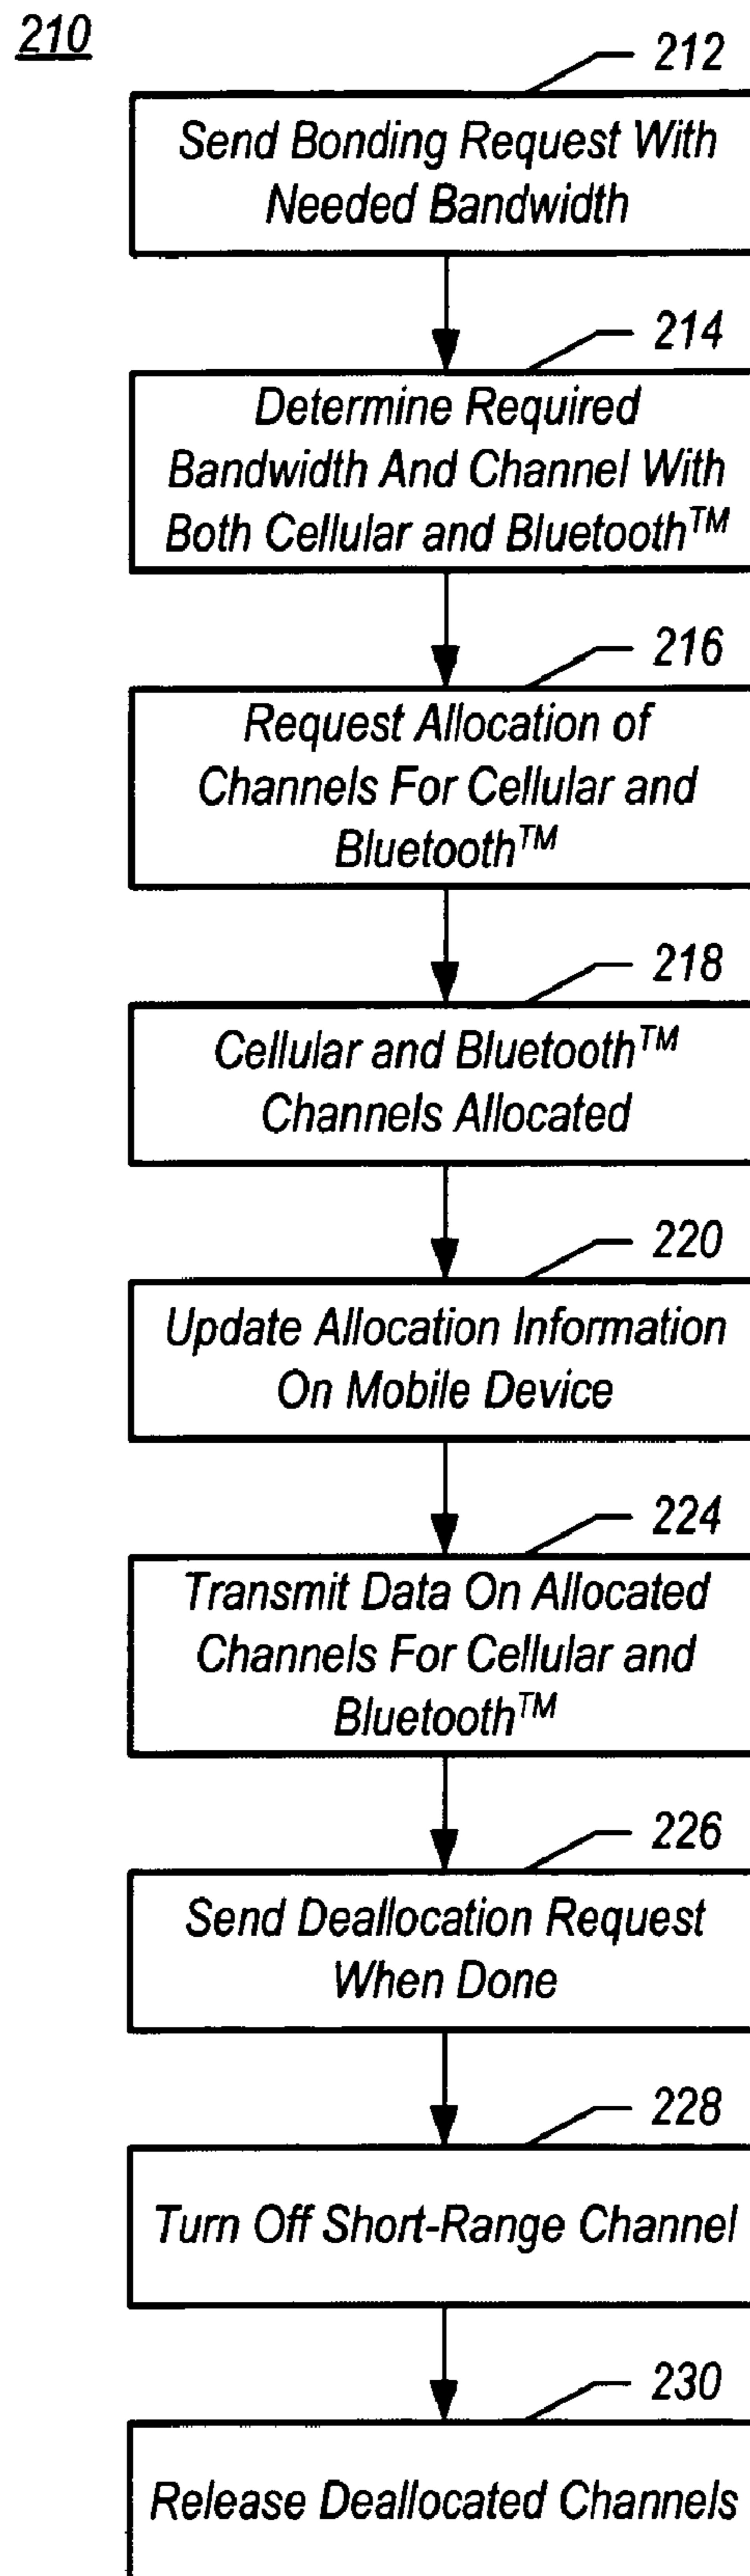 210
212
Send Bonding Request With
Needed Bandwidth
214
Determine Required
Bandwidth And Channel With
Both Cellular and Bluetooth™
216
Request Allocation of
Channels For Cellular and
Bluetooth™
218
Cellular and Bluetooth™
Channels Allocated
220
Update Allocation Information
On Mobile Device
224
Transmit Data On Allocated
Channels For Cellular and
Bluetooth™
226
Send Deallocation Request
When Done
228
Turn Off Short-Range Channel
230
Release Deallocated Channels